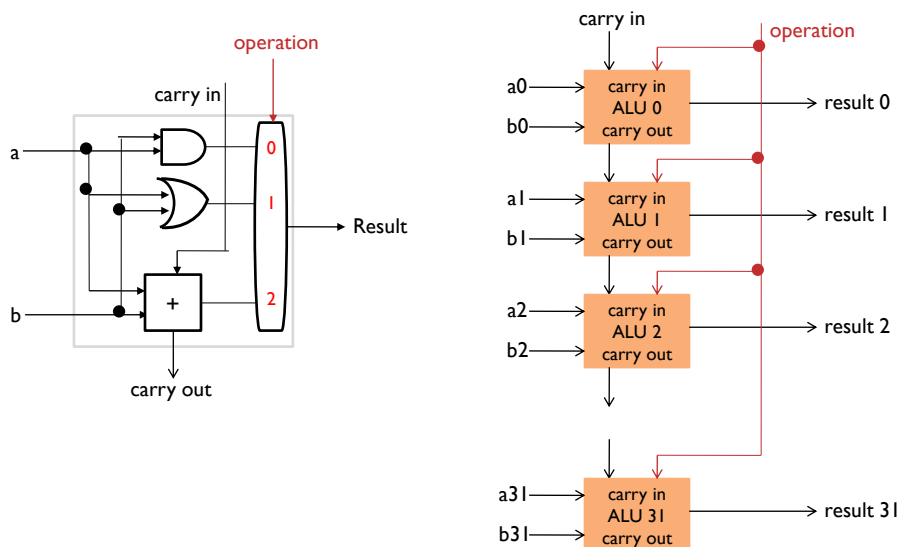 operation
carry in
a
0
1
Result
2
b
+
carry out
carry in
operation
a0
carry in
ALU 0
result 0
b0
carry out
a1
carry in
ALU 1
result 1
b1
carry out
a2
carry in
ALU 2
result 2
b2
carry out
a31
carry in
ALU 31
result 31
b31
carry out